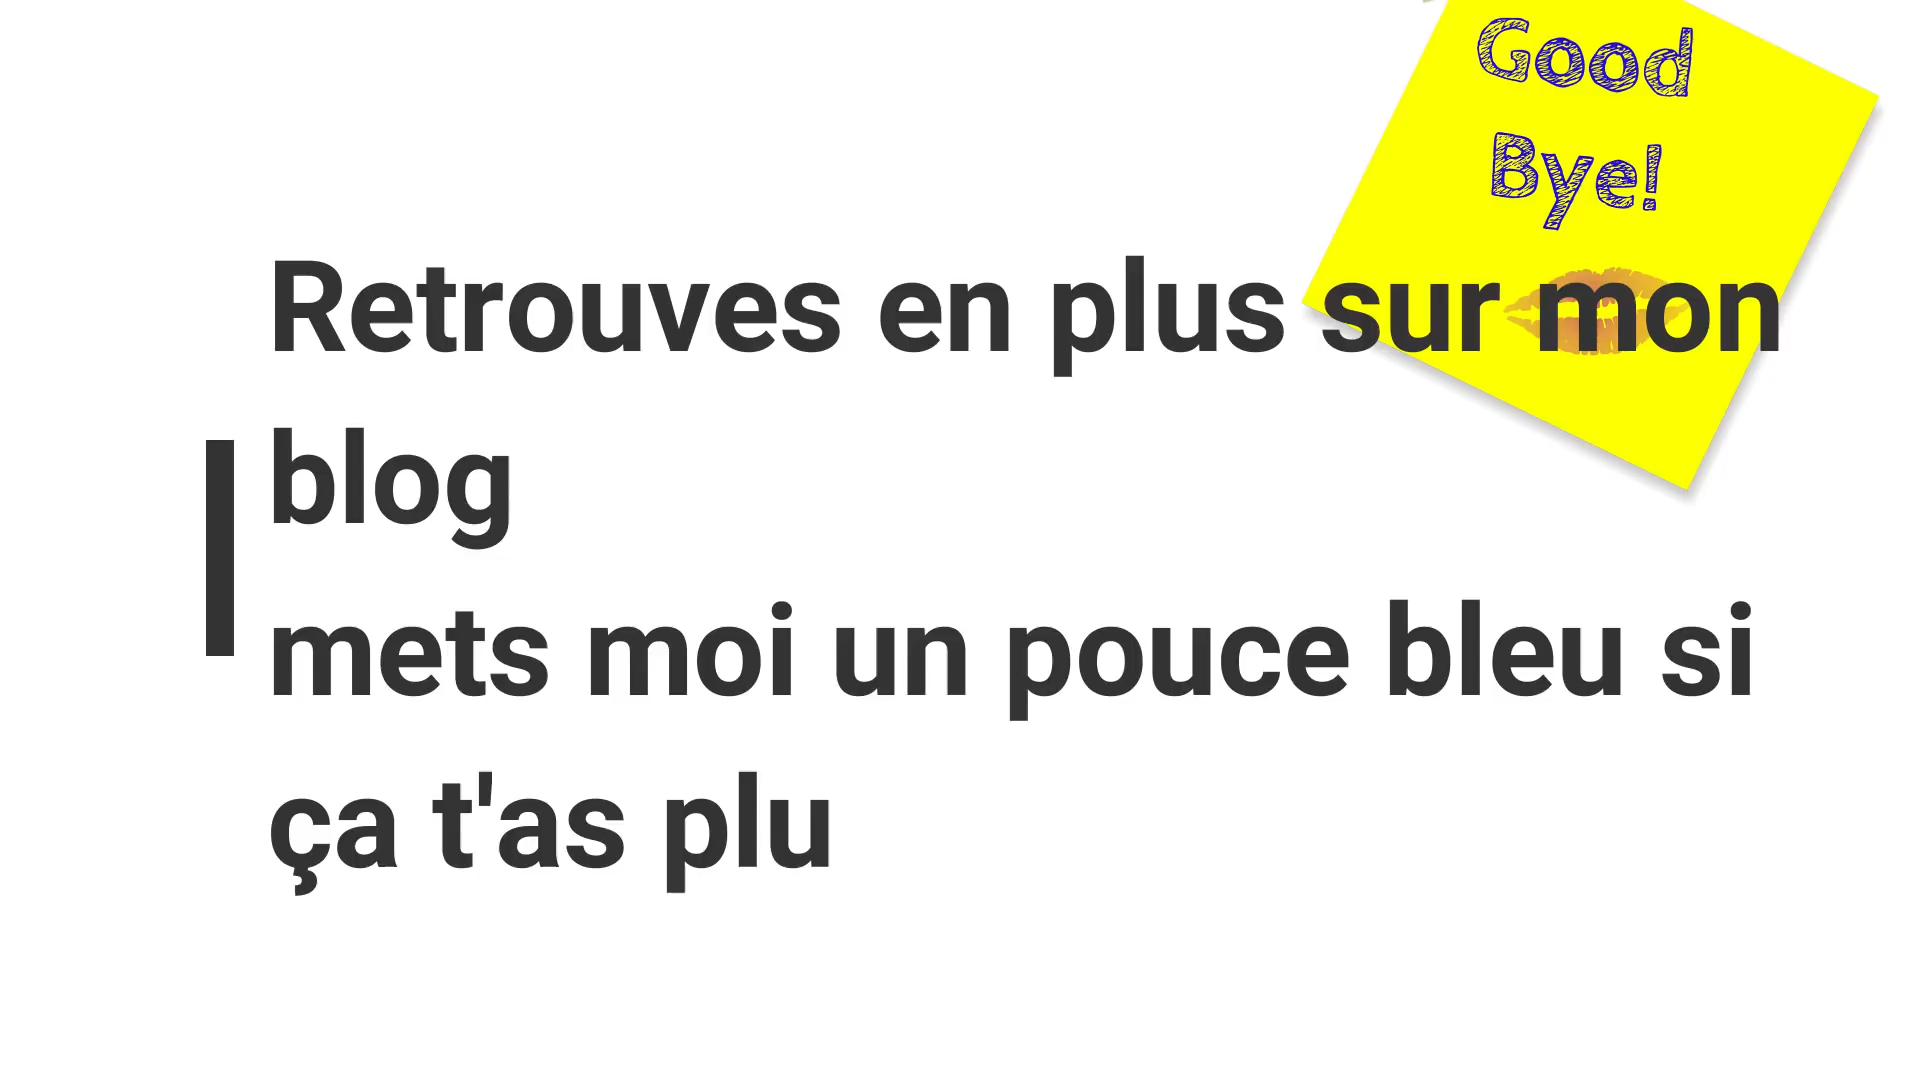 Good
Bye!
Retrouves en plus sur mon
blog
mets moi un pouce bleu si
ça t'as plu